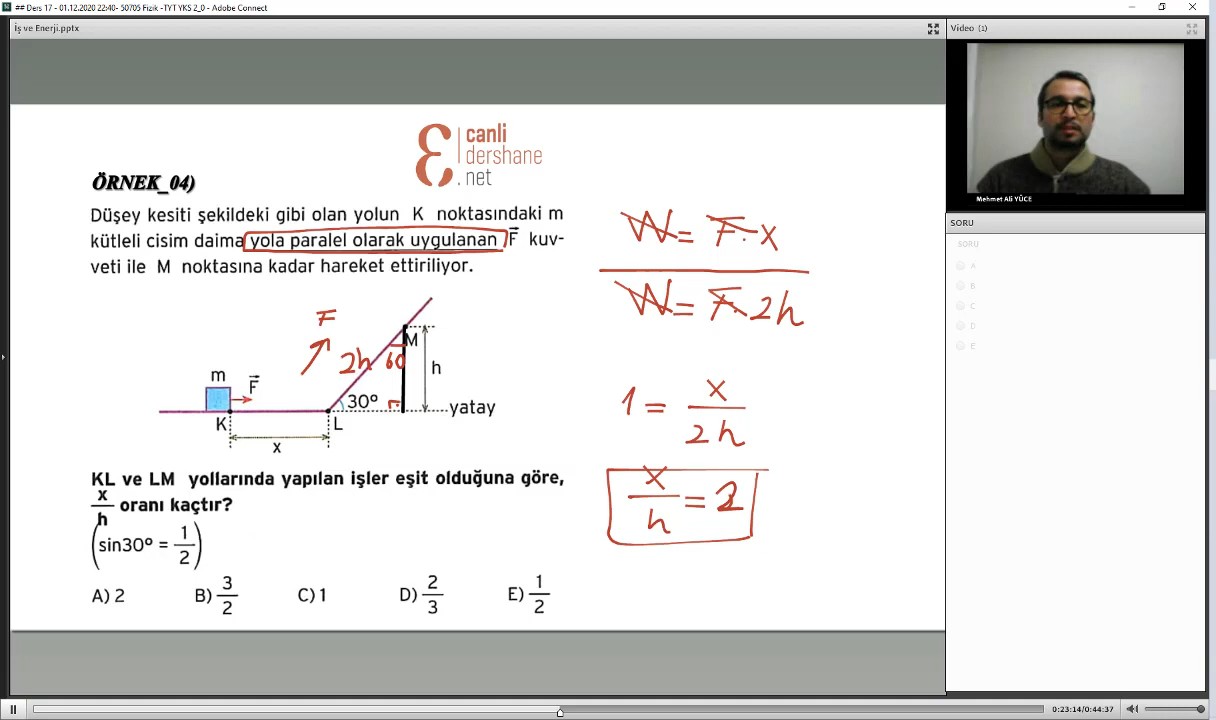 ## Ders 17 - 01.12.2020 22:40- 50705 Fizik -TYT YKS 2_0 - Adobe Connect
İş ve Enerji.pptx
Video (1)
canli
dershane
.net
Mehmet Ali YÜCE
SORU
SORU
A
B
C
D
E
ÖRNEK_04)
Düşey kesiti şekildeki gibi olan yolun K noktasındaki m
kütleli cisim daima yola paralel olarak uygulanan F⃗ kuv-
veti ile M noktasına kadar hareket ettiriliyor.
F
M
2h
60
h
m
F⃗
30°
yatay
K
L
x
KL ve LM yollarında yapılan işler eşit olduğuna göre,
x/h oranı kaçtır?
(sin30° = 1/2)
A) 2 B) 3/2 C) 1 D) 2/3 E) 1/2
W = F. x
W = F. 2h
1 = x/2h
x/h = 2
0:23:14/0:44:37